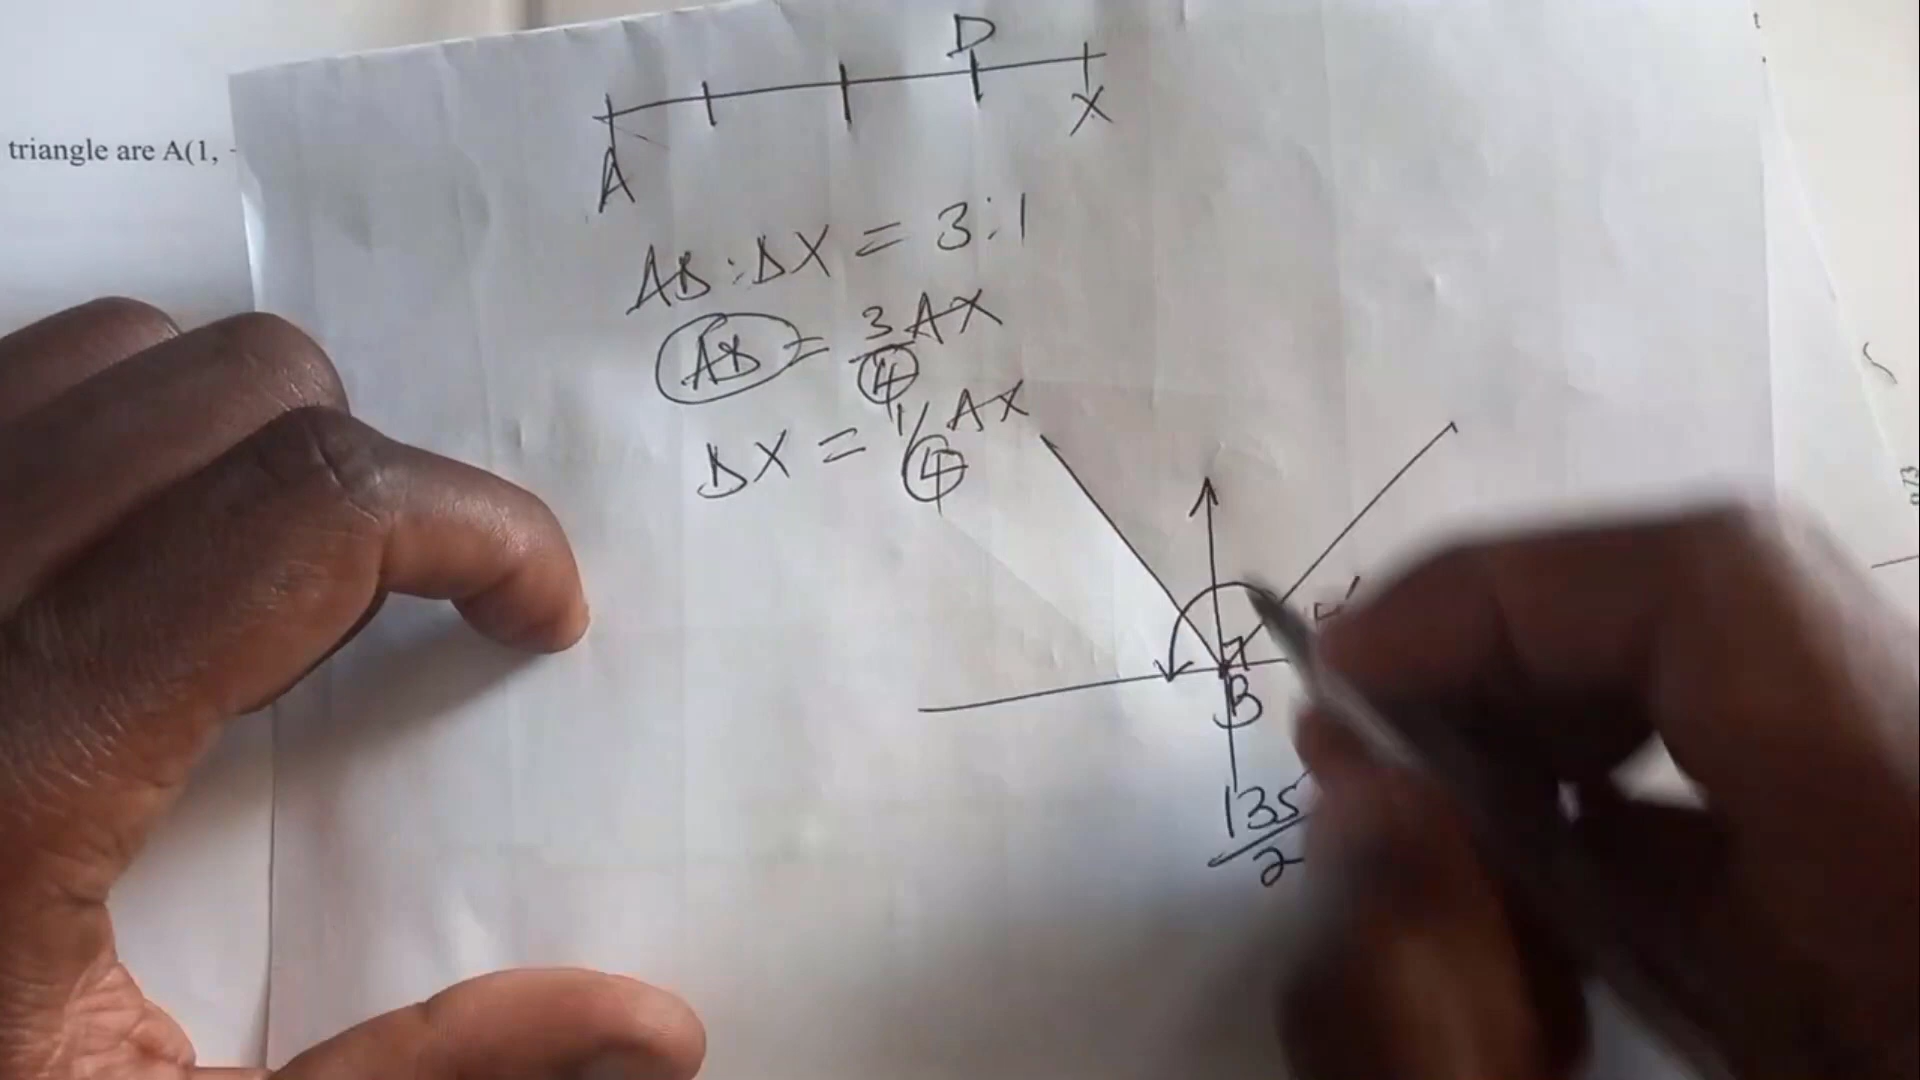 triangle are A(1, -
D
X
A
AD : DX = 3:1
AD = 3/4 AX
DX = 1/4 AX
B
135/2